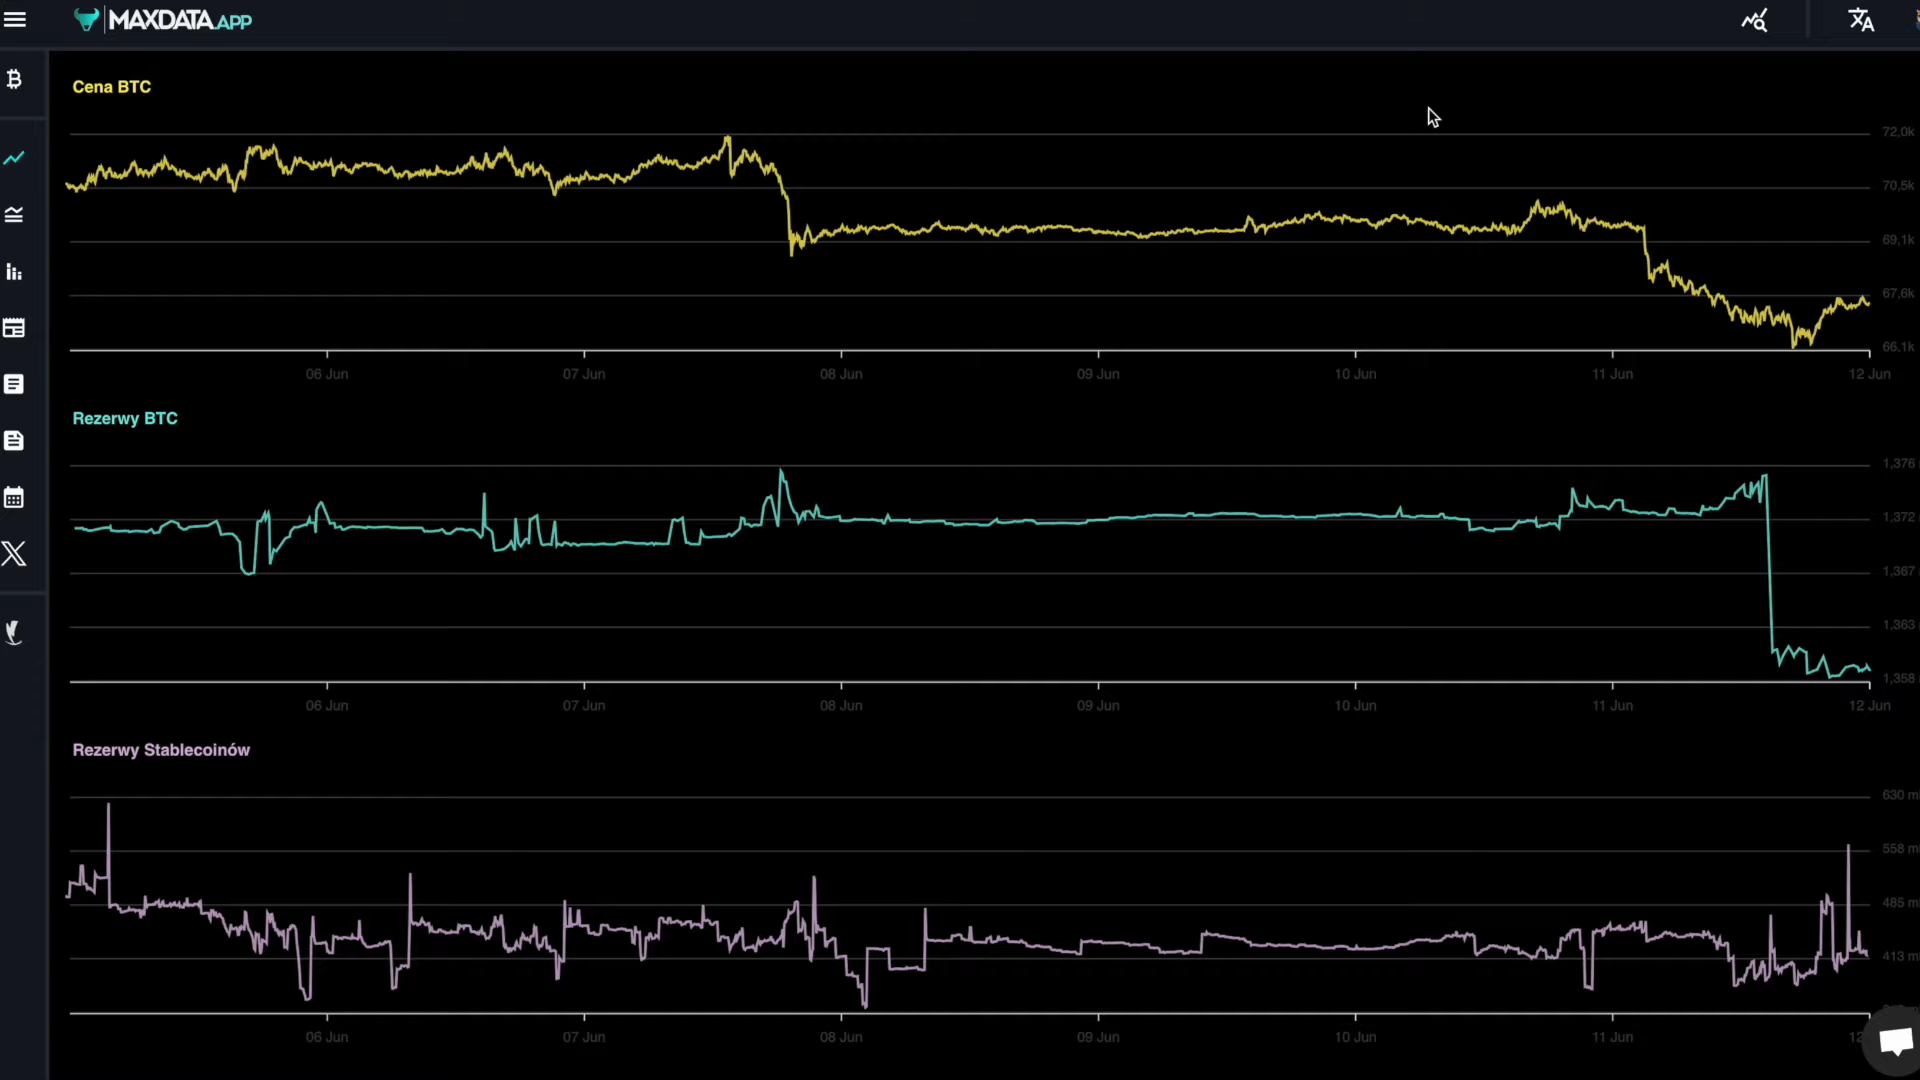 MAXDATA.APP
Cena BTC
72,0k
70,5k
69,1k
67,6k
66,1k
06 Jun 07 Jun 08 Jun 09 Jun 10 Jun 11 Jun 12 Jun
Rezerwy BTC
1,376
1,372
1,367
1,363
1,358
06 Jun 07 Jun 08 Jun 09 Jun 10 Jun 11 Jun 12 Jun
Rezerwy Stablecoinów
630 m
558 m
485 m
413 m
06 Jun 07 Jun 08 Jun 09 Jun 10 Jun 11 Jun 12